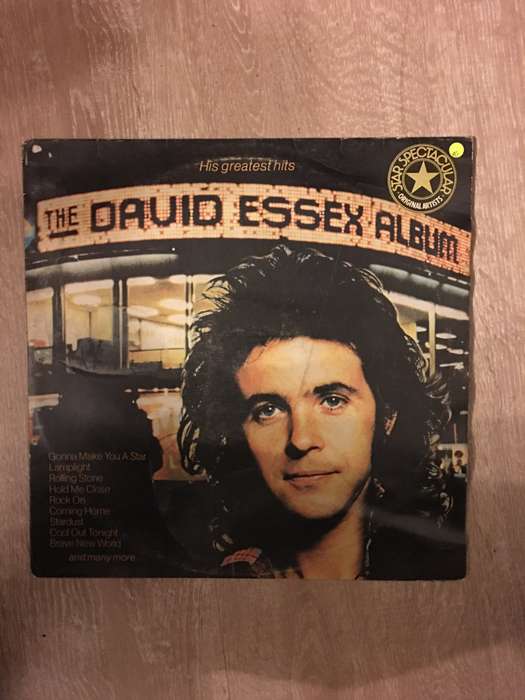 His greatest hits
STAR SPECTACULAR
ORIGINAL ARTISTS
THE DAVID ESSEX ALBUM
Gonna Make You A Star
Lamplight
Rolling Stone
Hold Me Close
Rock On
Coming Home
Stardust
Cool Out Tonight
Brave New World
and many more